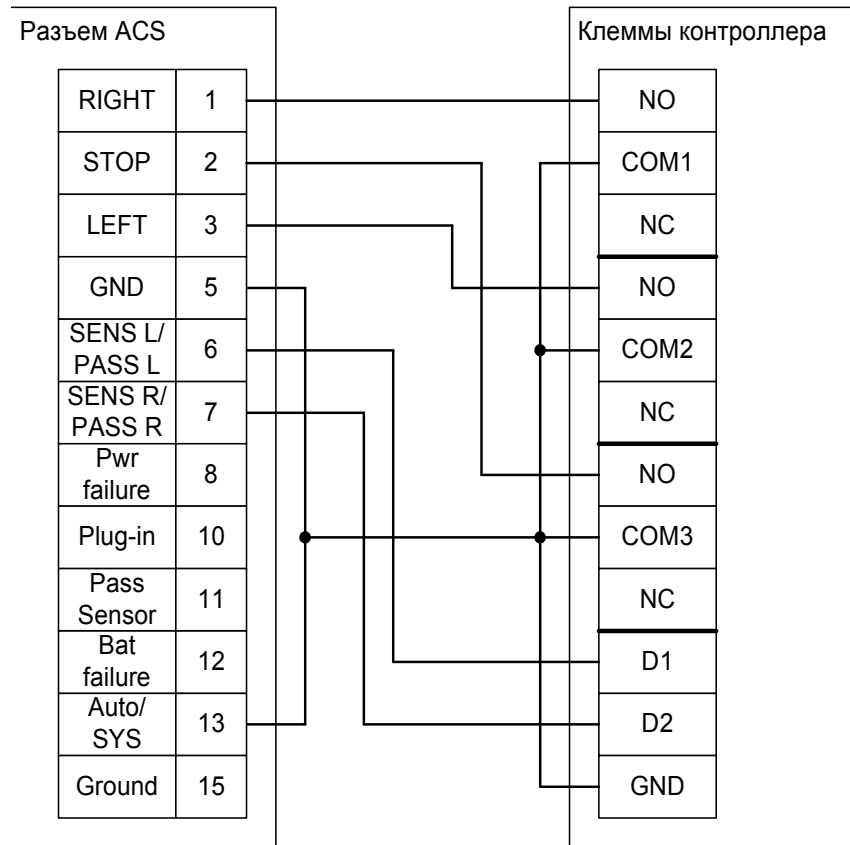 Разъем ACS
RIGHT 1
STOP 2
LEFT 3
GND 5
SENS L/
PASS L
6
SENS R/
PASS R
7
Pwr
failure
8
Plug-in 10
Pass
Sensor
11
Bat
failure
12
Auto/
SYS
13
Ground 15
Клеммы контроллера
NO
COM1
NC
NO
COM2
NC
NO
COM3
NC
D1
D2
GND